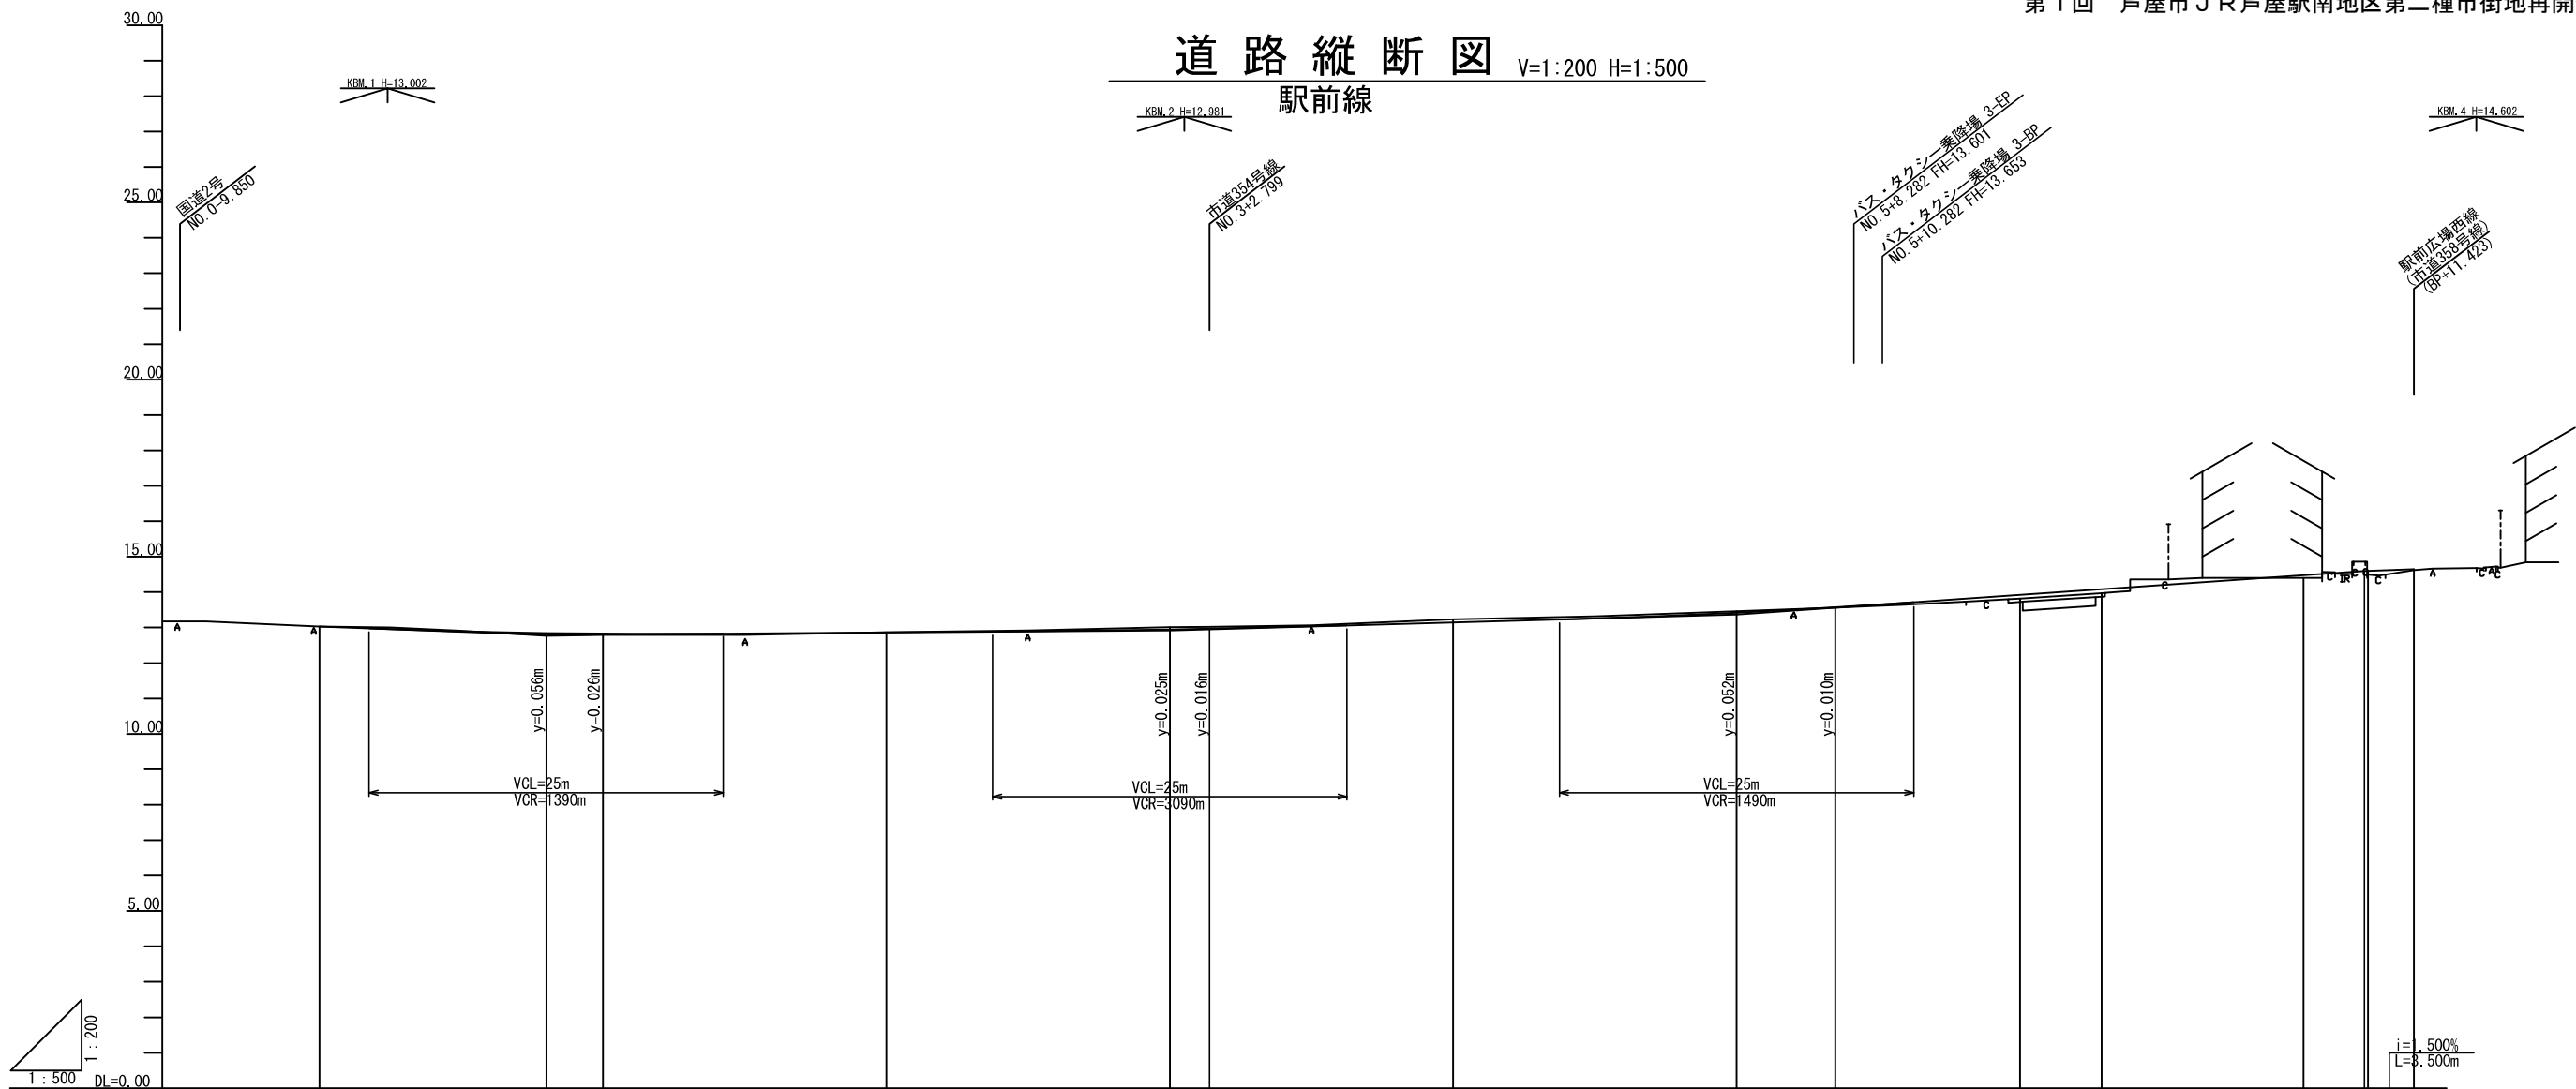 第1回 芦屋市JR芦屋駅南地区第二種市街地再開
30.00
道路縦断図 V=1:200 H=1:500
駅前線
KBM.1 H=13.002
KBM.2 H=12.981
KBM.4 H=14.602
25.00
国道2号
NO.0-9.850
市道354号線
NO.3+2.799
バス・タクシー乗降場 3-EP
NO.5+8.282 FH=13.601
バス・タクシー乗降場 3-BP
NO.5+10.282 FH=13.653
駅前広場西線
(市道358号線)
(BP+11.423)
20.00
15.00
A
A
A
A
A
A
C
C
C
IR
C
C
C
A
C
A
C
10.00
y=0.056m
y=0.026m
y=0.025m
y=0.016m
y=0.052m
y=0.010m
VCL=25m
VCR=1390m
VCL=25m
VCR=3090m
VCL=25m
VCR=1490m
5.00
1:200
1:500
DL=0.00
i=1.500%
L=3.500m